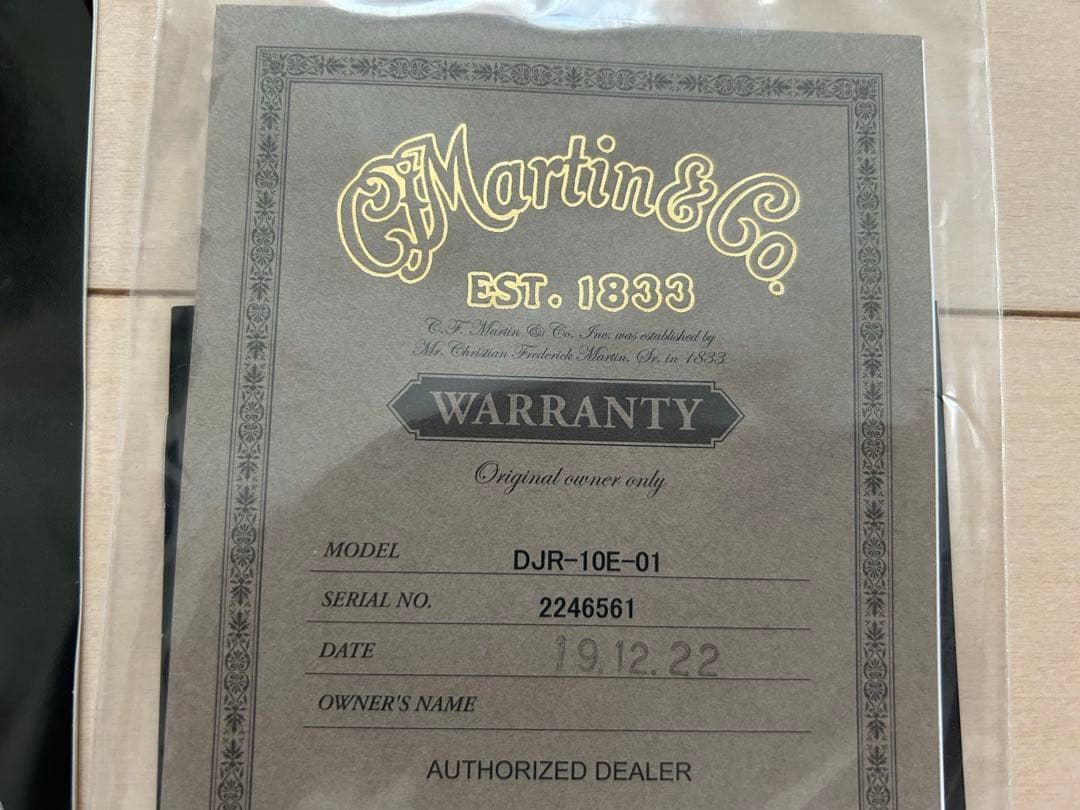 C.F. Martin & Co.
EST. 1833
C.F. Martin & Co., Inc. was established by
Mr. Christian Frederick Martin, Sr. in 1833
WARRANTY
Original owner only
MODEL DJR-10E-01
SERIAL NO. 2246561
DATE 19.12.22
OWNER'S NAME
AUTHORIZED DEALER